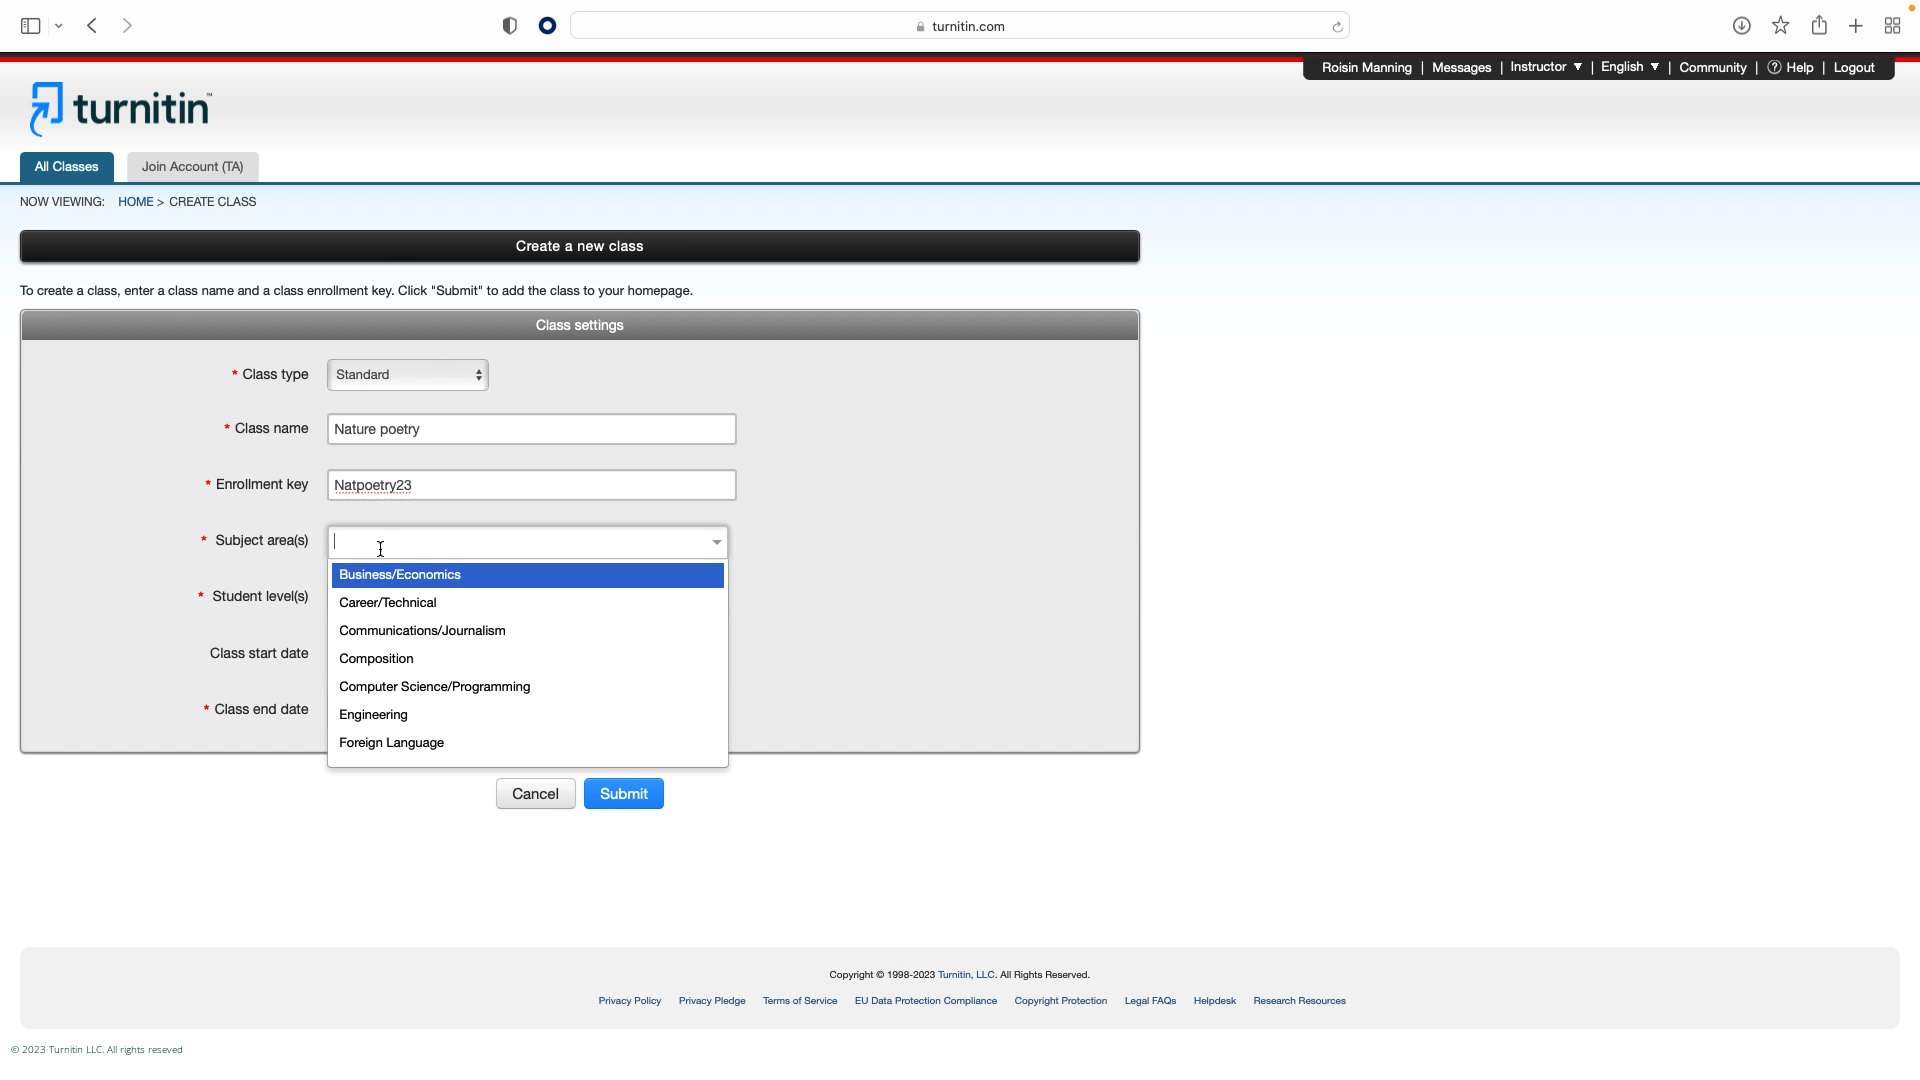 turnitin.com
Roisin Manning | Messages | Instructor ▼ | English ▼ | Community | ? Help | Logout
turnitin™
All Classes
Join Account (TA)
NOW VIEWING: HOME > CREATE CLASS
Create a new class
To create a class, enter a class name and a class enrollment key. Click "Submit" to add the class to your homepage.
Class settings
* Class type Standard
* Class name Nature poetry
* Enrollment key Natpoetry23
* Subject area(s)
Business/Economics
* Student level(s)
Career/Technical
Communications/Journalism
Class start date
Composition
Computer Science/Programming
* Class end date
Engineering
Foreign Language
Cancel Submit
Copyright © 1998-2023 Turnitin, LLC. All Rights Reserved.
Privacy Policy Privacy Pledge Terms of Service EU Data Protection Compliance Copyright Protection Legal FAQs Helpdesk Research Resources
© 2023 Turnitin LLC. All rights reseved